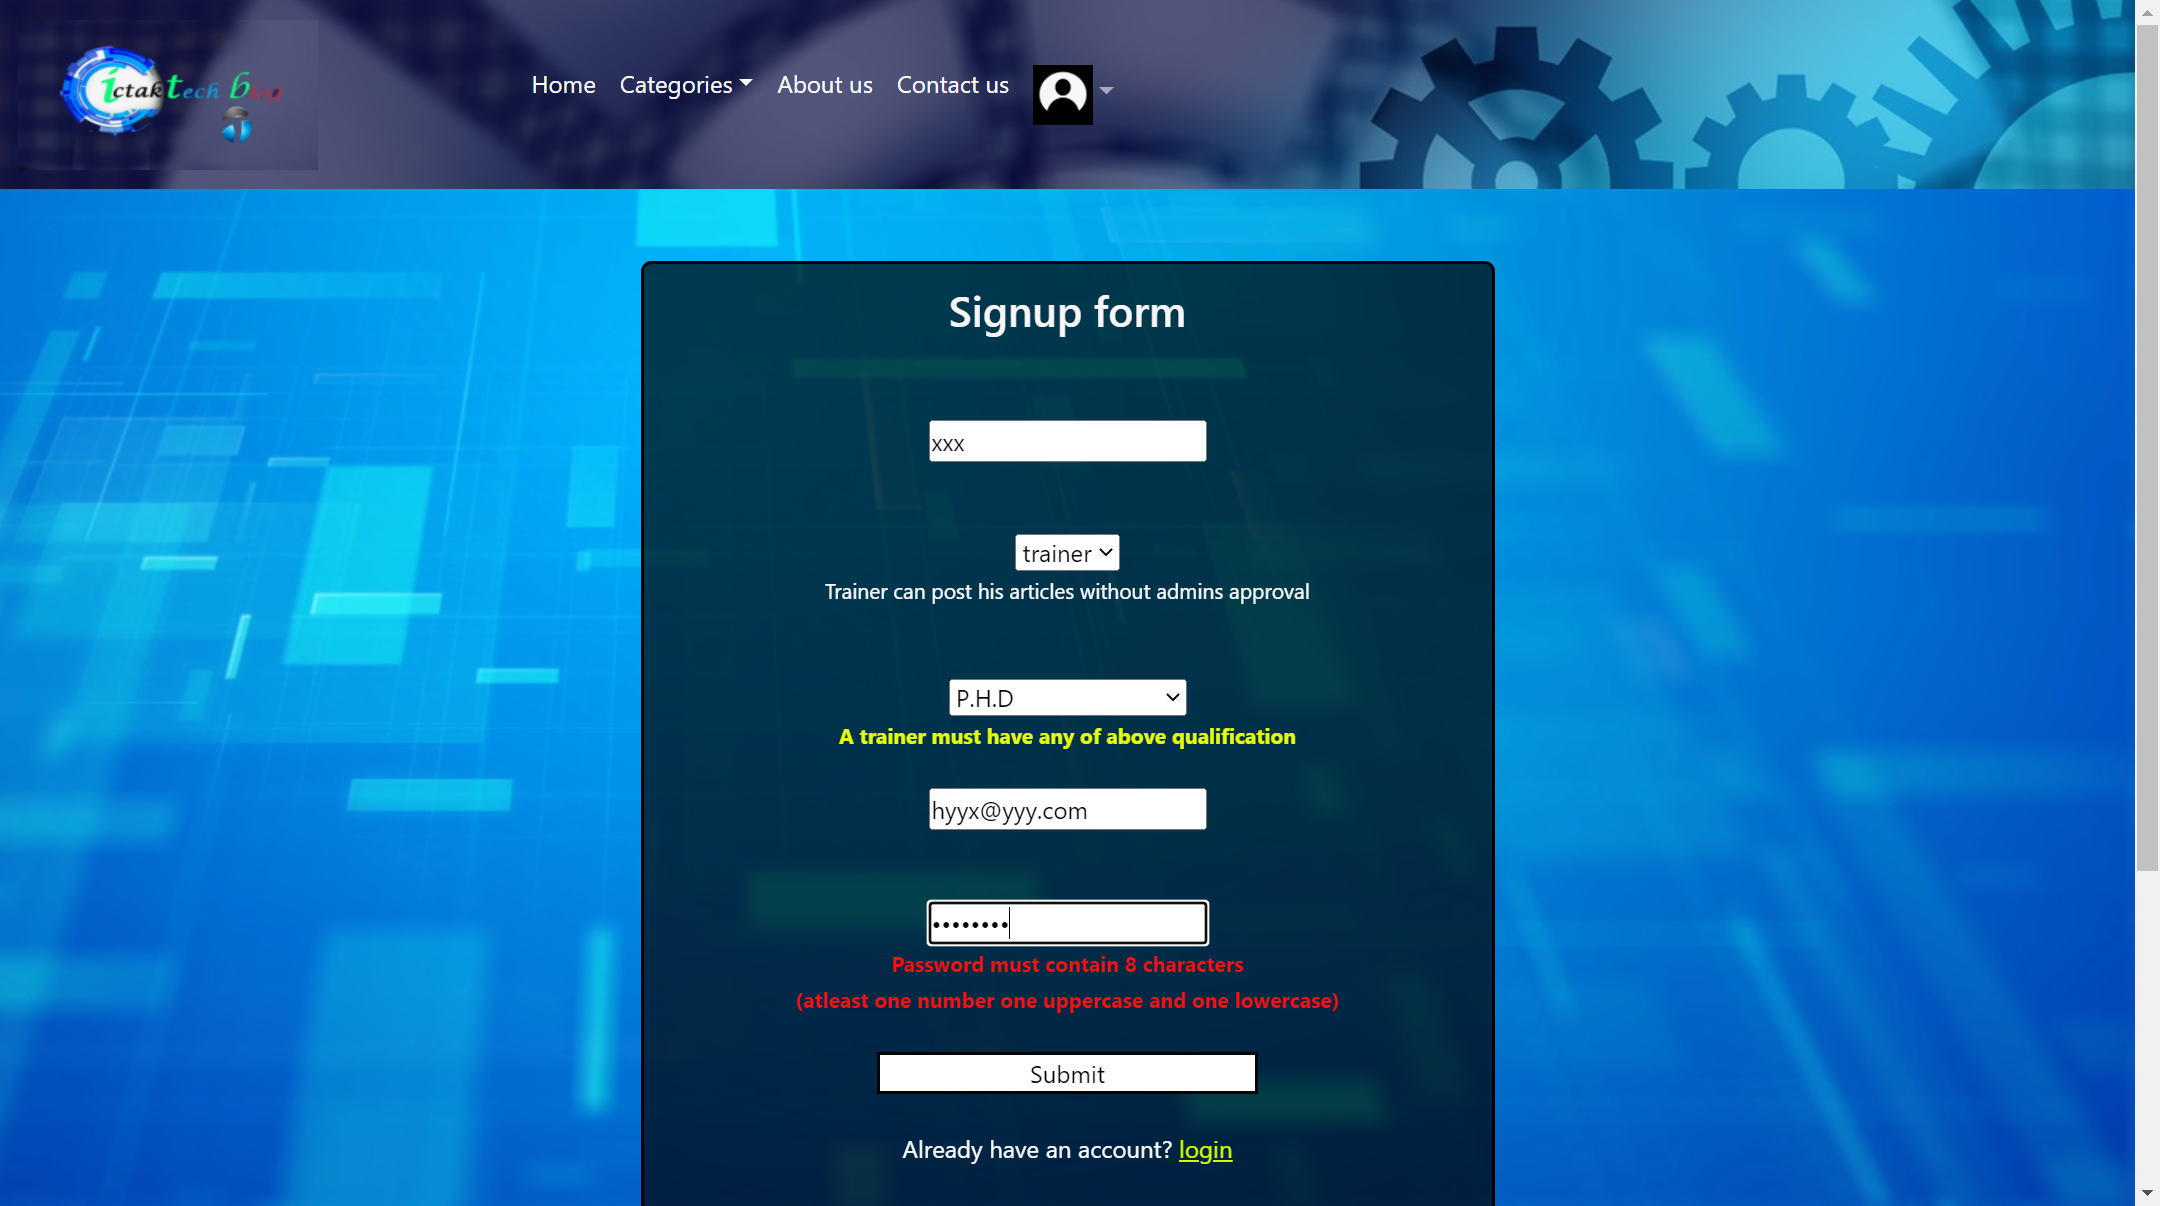 ictakTech Blog
Home Categories About us Contact us
Signup form
xxx
trainer
Trainer can post his articles without admins approval
P.H.D
A trainer must have any of above qualification
hyyx@yyy.com
Password must contain 8 characters
(atleast one number one uppercase and one lowercase)
Submit
Already have an account? login